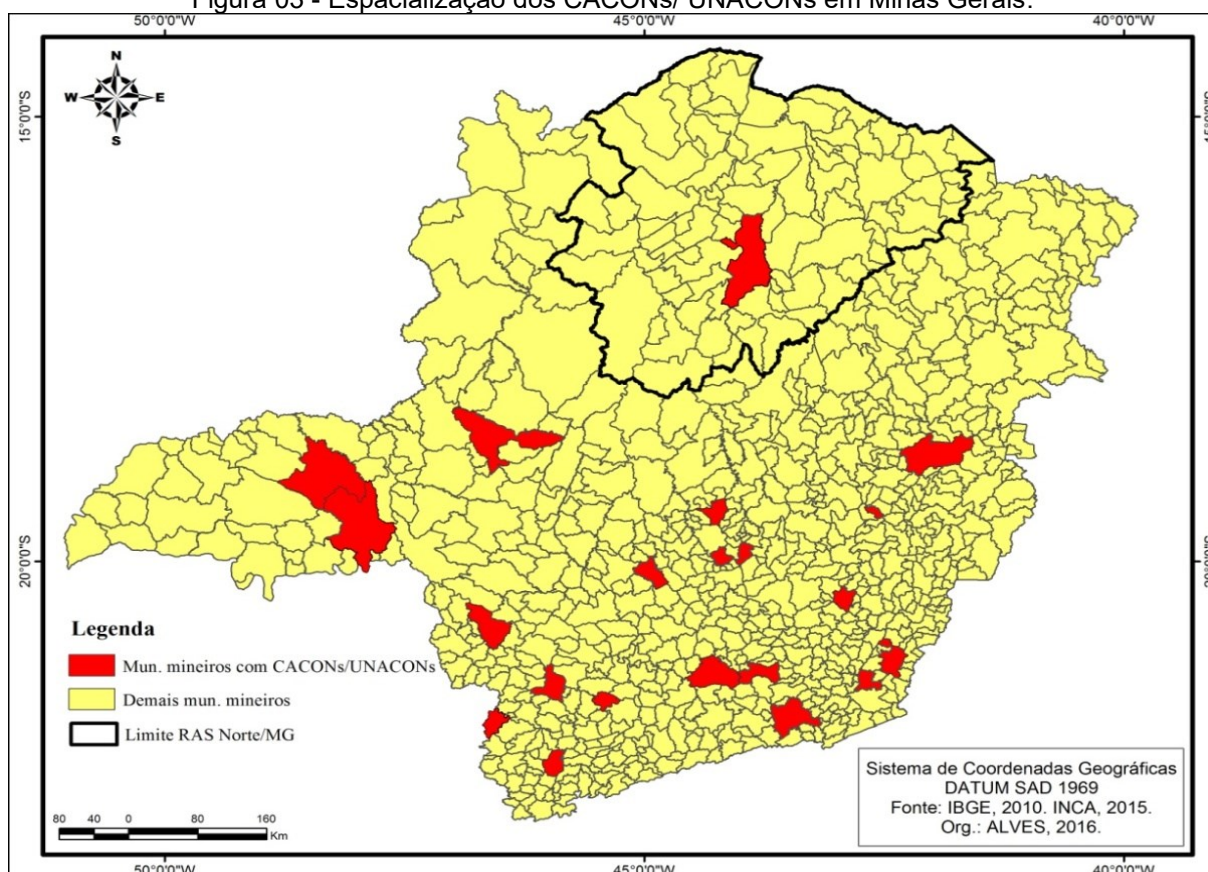 Figura 03 - Espacialização dos CACONs/ UNACONs em Minas Gerais.
50°0'0"W 45°0'0"W 40°0'0"W
N
W E
S
15°0'0"S 15°0'0"S
20°0'0"S 20°0'0"S
Legenda
Mun. mineiros com CACONs/UNACONs
Demais mun. mineiros
Limite RAS Norte/MG
Sistema de Coordenadas Geográficas
DATUM SAD 1969
Fonte: IBGE, 2010. INCA, 2015.
Org.: ALVES, 2016.
80 40 0 80 160
Km
50°0'0"W 45°0'0"W 40°0'0"W